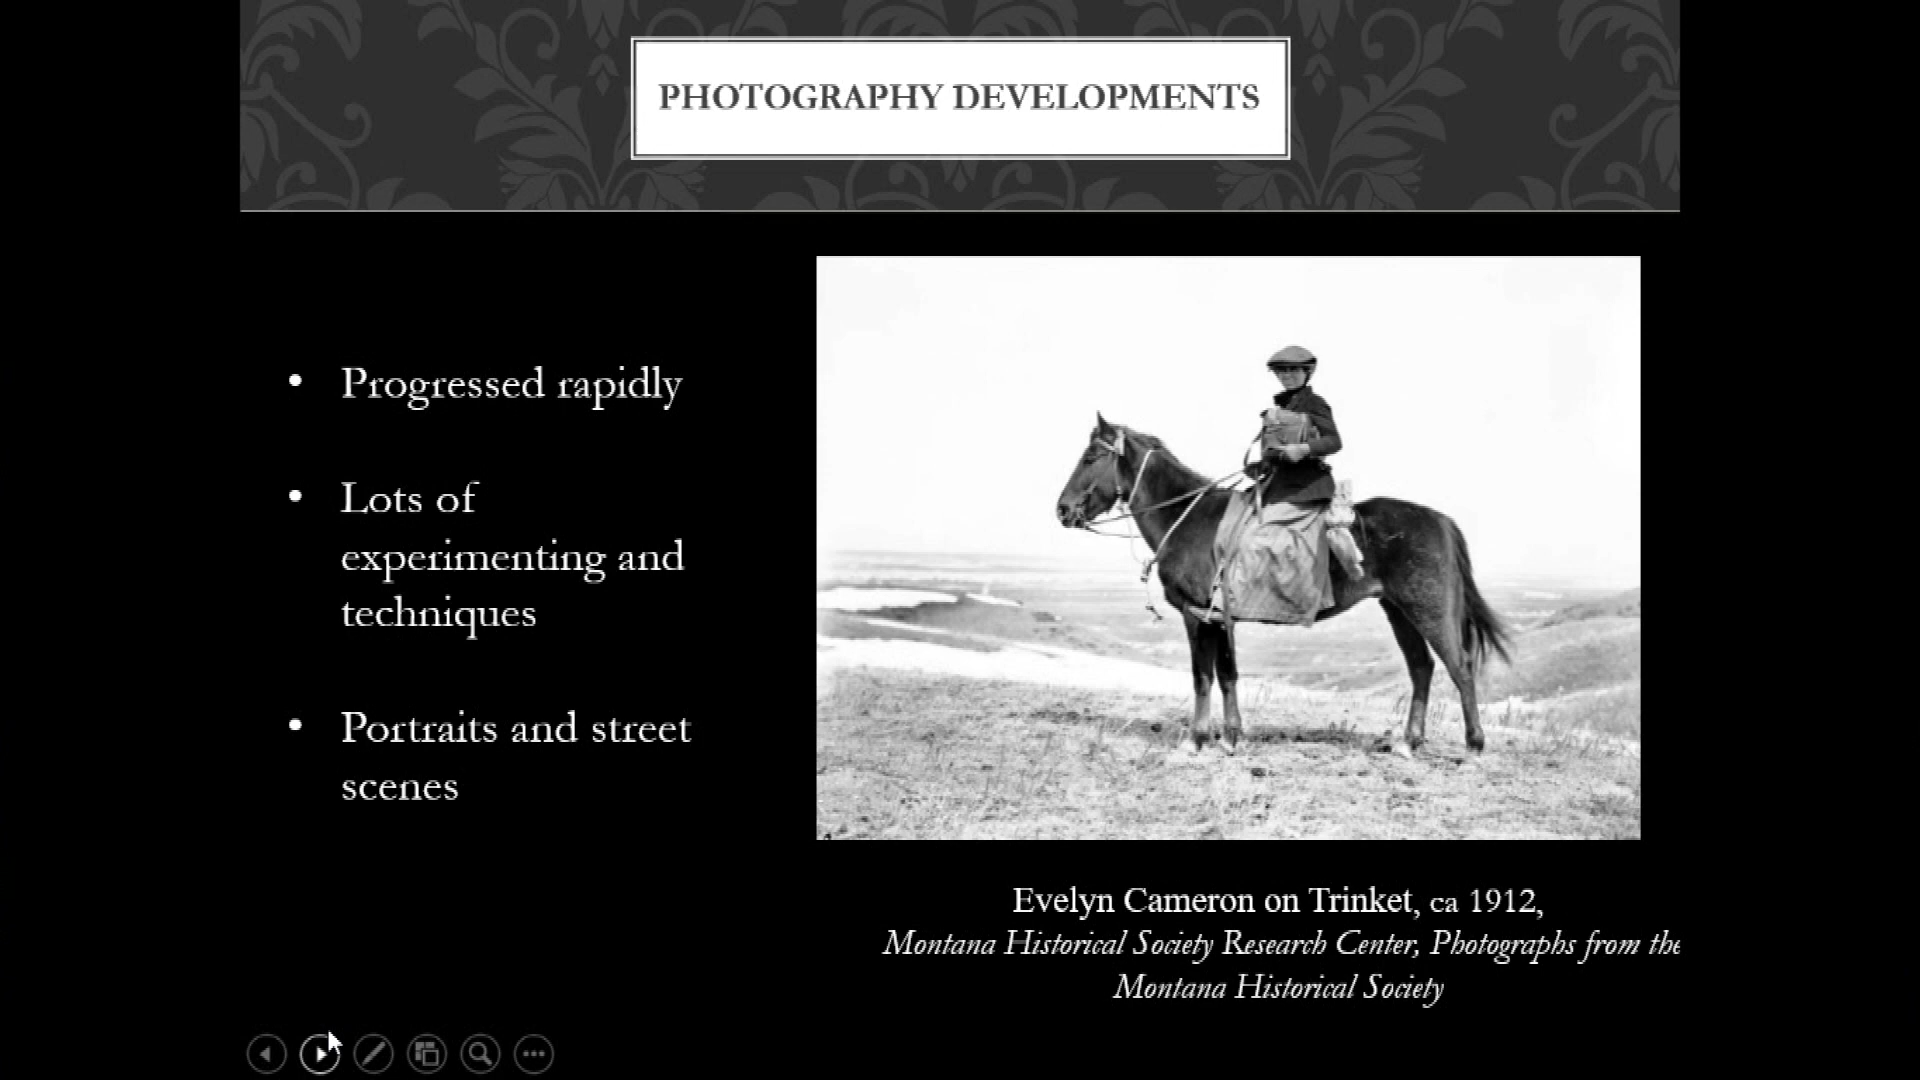 PHOTOGRAPHY DEVELOPMENTS
• Progressed rapidly
• Lots of
experimenting and
techniques
• Portraits and street
scenes
Evelyn Cameron on Trinket, ca 1912,
Montana Historical Society Research Center, Photographs from the
Montana Historical Society